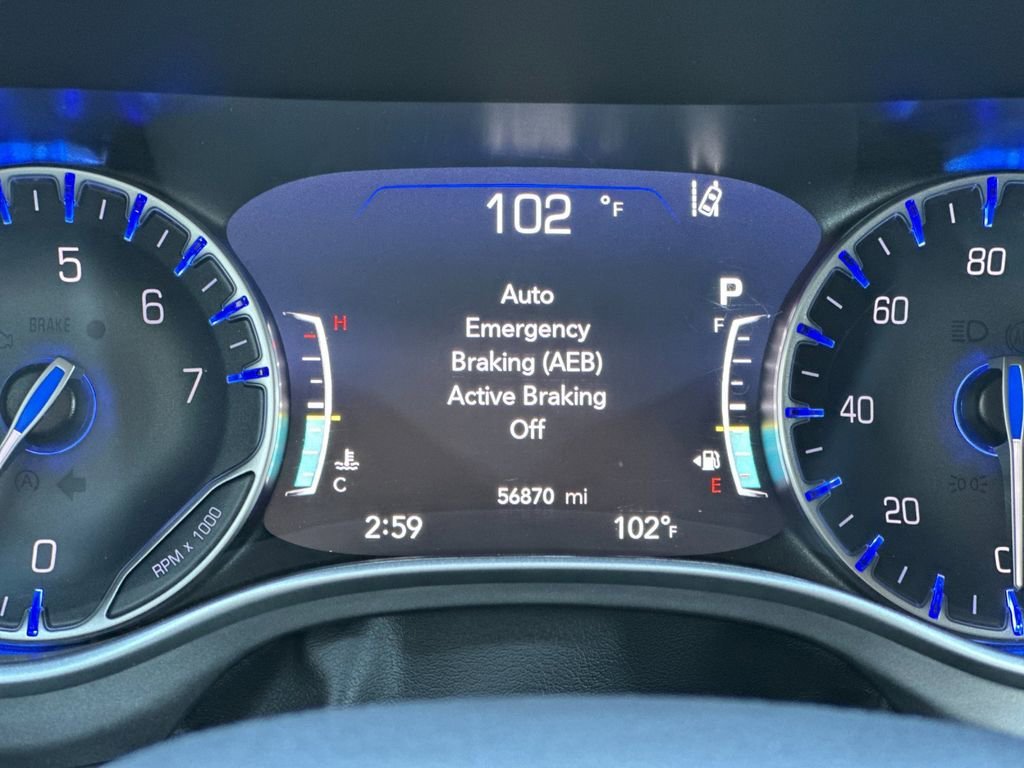 102 °F
Auto
Emergency
Braking (AEB)
Active Braking
Off
56870 mi
2:59
102°F
P
H
C
F
E
5
6
7
0
BRAKE
A
RPM x 1000
80
60
40
20